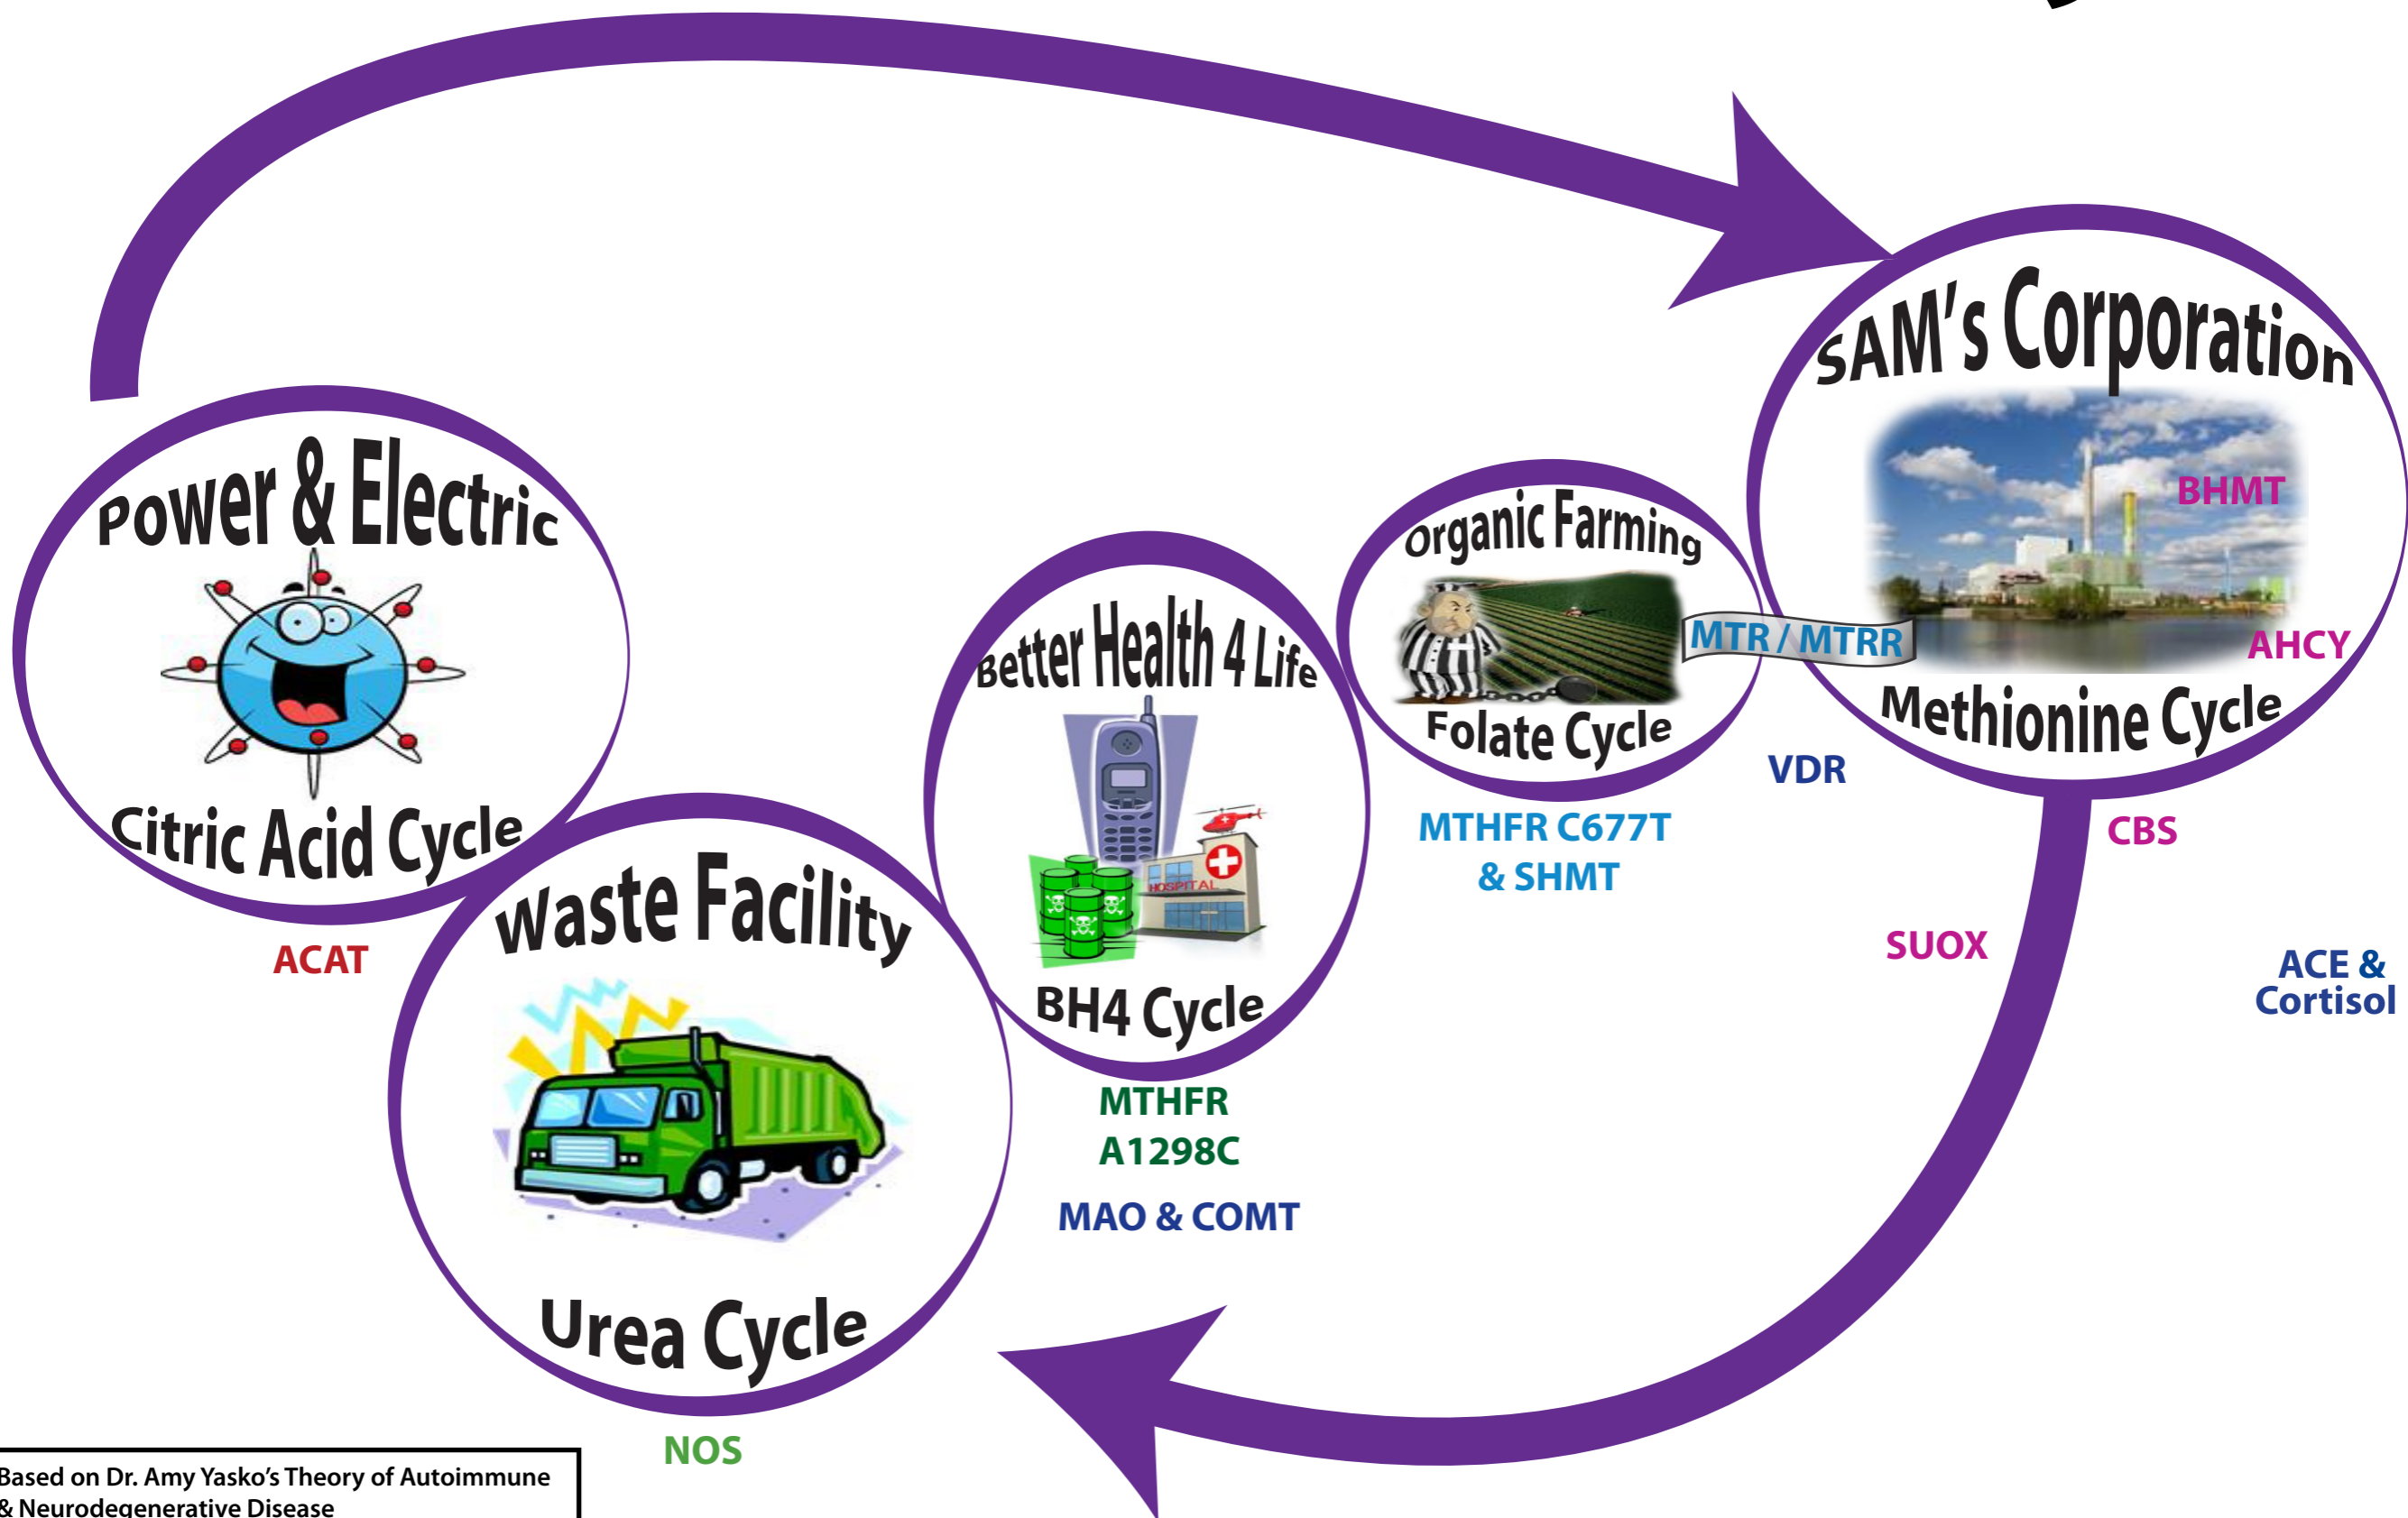 SAM's Corporation
BHMT
AHCY
Methionine Cycle
Power & Electric
Citric Acid Cycle
ACAT
Organic Farming
Folate Cycle
MTR / MTRR
VDR
MTHFR C677T
& SHMT
CBS
SUOX
ACE &
Cortisol
Better Health 4 Life
HOSPITAL
BH4 Cycle
MTHFR
A1298C
MAO & COMT
Waste Facility
Urea Cycle
NOS
Based on Dr. Amy Yasko's Theory of Autoimmune
& Neurodegenerative Disease